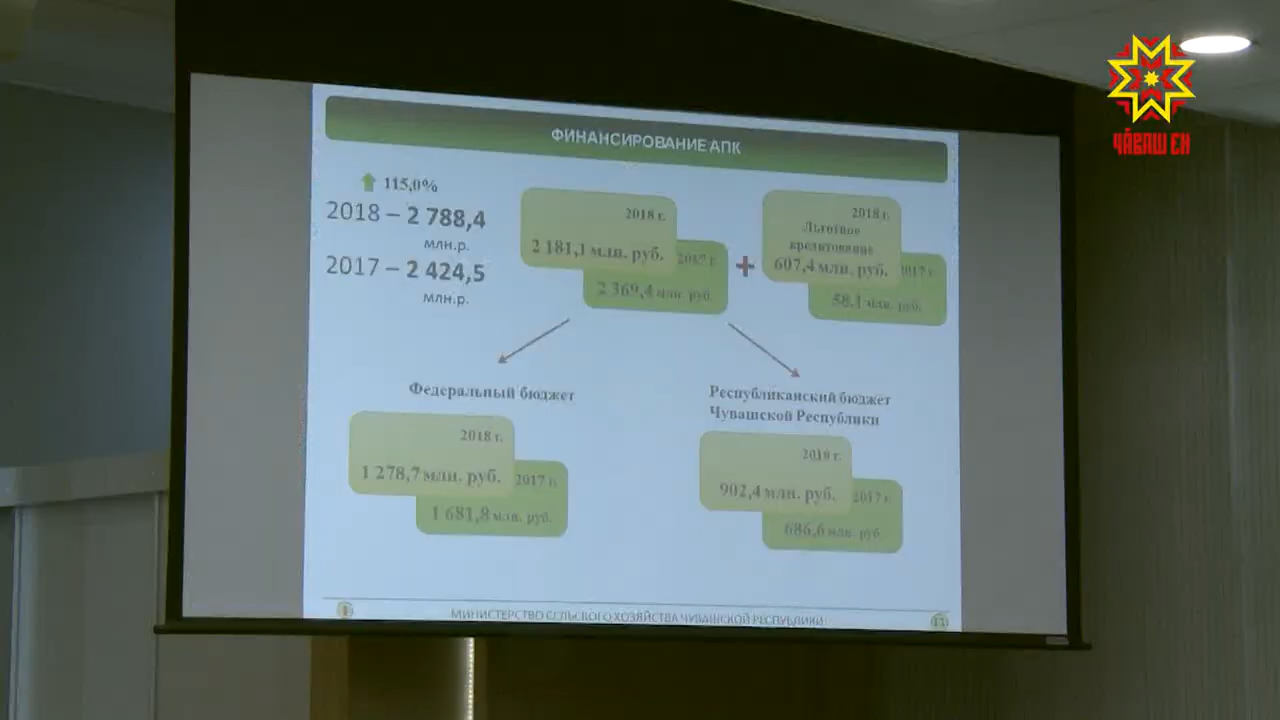 ЧӐВАШ ЕН
ФИНАНСИРОВАНИЕ АПК
115,0%
2018 – 2 788,4
млн.р.
2017 – 2 424,5
млн.р.
2018 г.
2 181,1 млн. руб.
2017 г.
2 369,4 млн. руб.
+
2018 г.
Льготное
кредитование
607,4 млн. руб.
2017 г.
58,1 млн. руб.
Федеральный бюджет
2018 г.
1 278,7 млн. руб.
2017 г.
1 681,8 млн. руб.
Республиканский бюджет
Чувашской Республики
2018 г.
902,4 млн. руб.
2017 г.
686,6 млн. руб.
МИНИСТЕРСТВО СЕЛЬСКОГО ХОЗЯЙСТВА ЧУВАШСКОЙ РЕСПУБЛИКИ